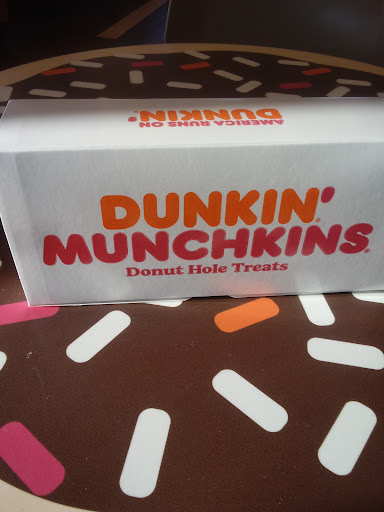 AMERICA RUNS ON
DUNKIN'
DUNKIN'®
MUNCHKINS®
Donut Hole Treats